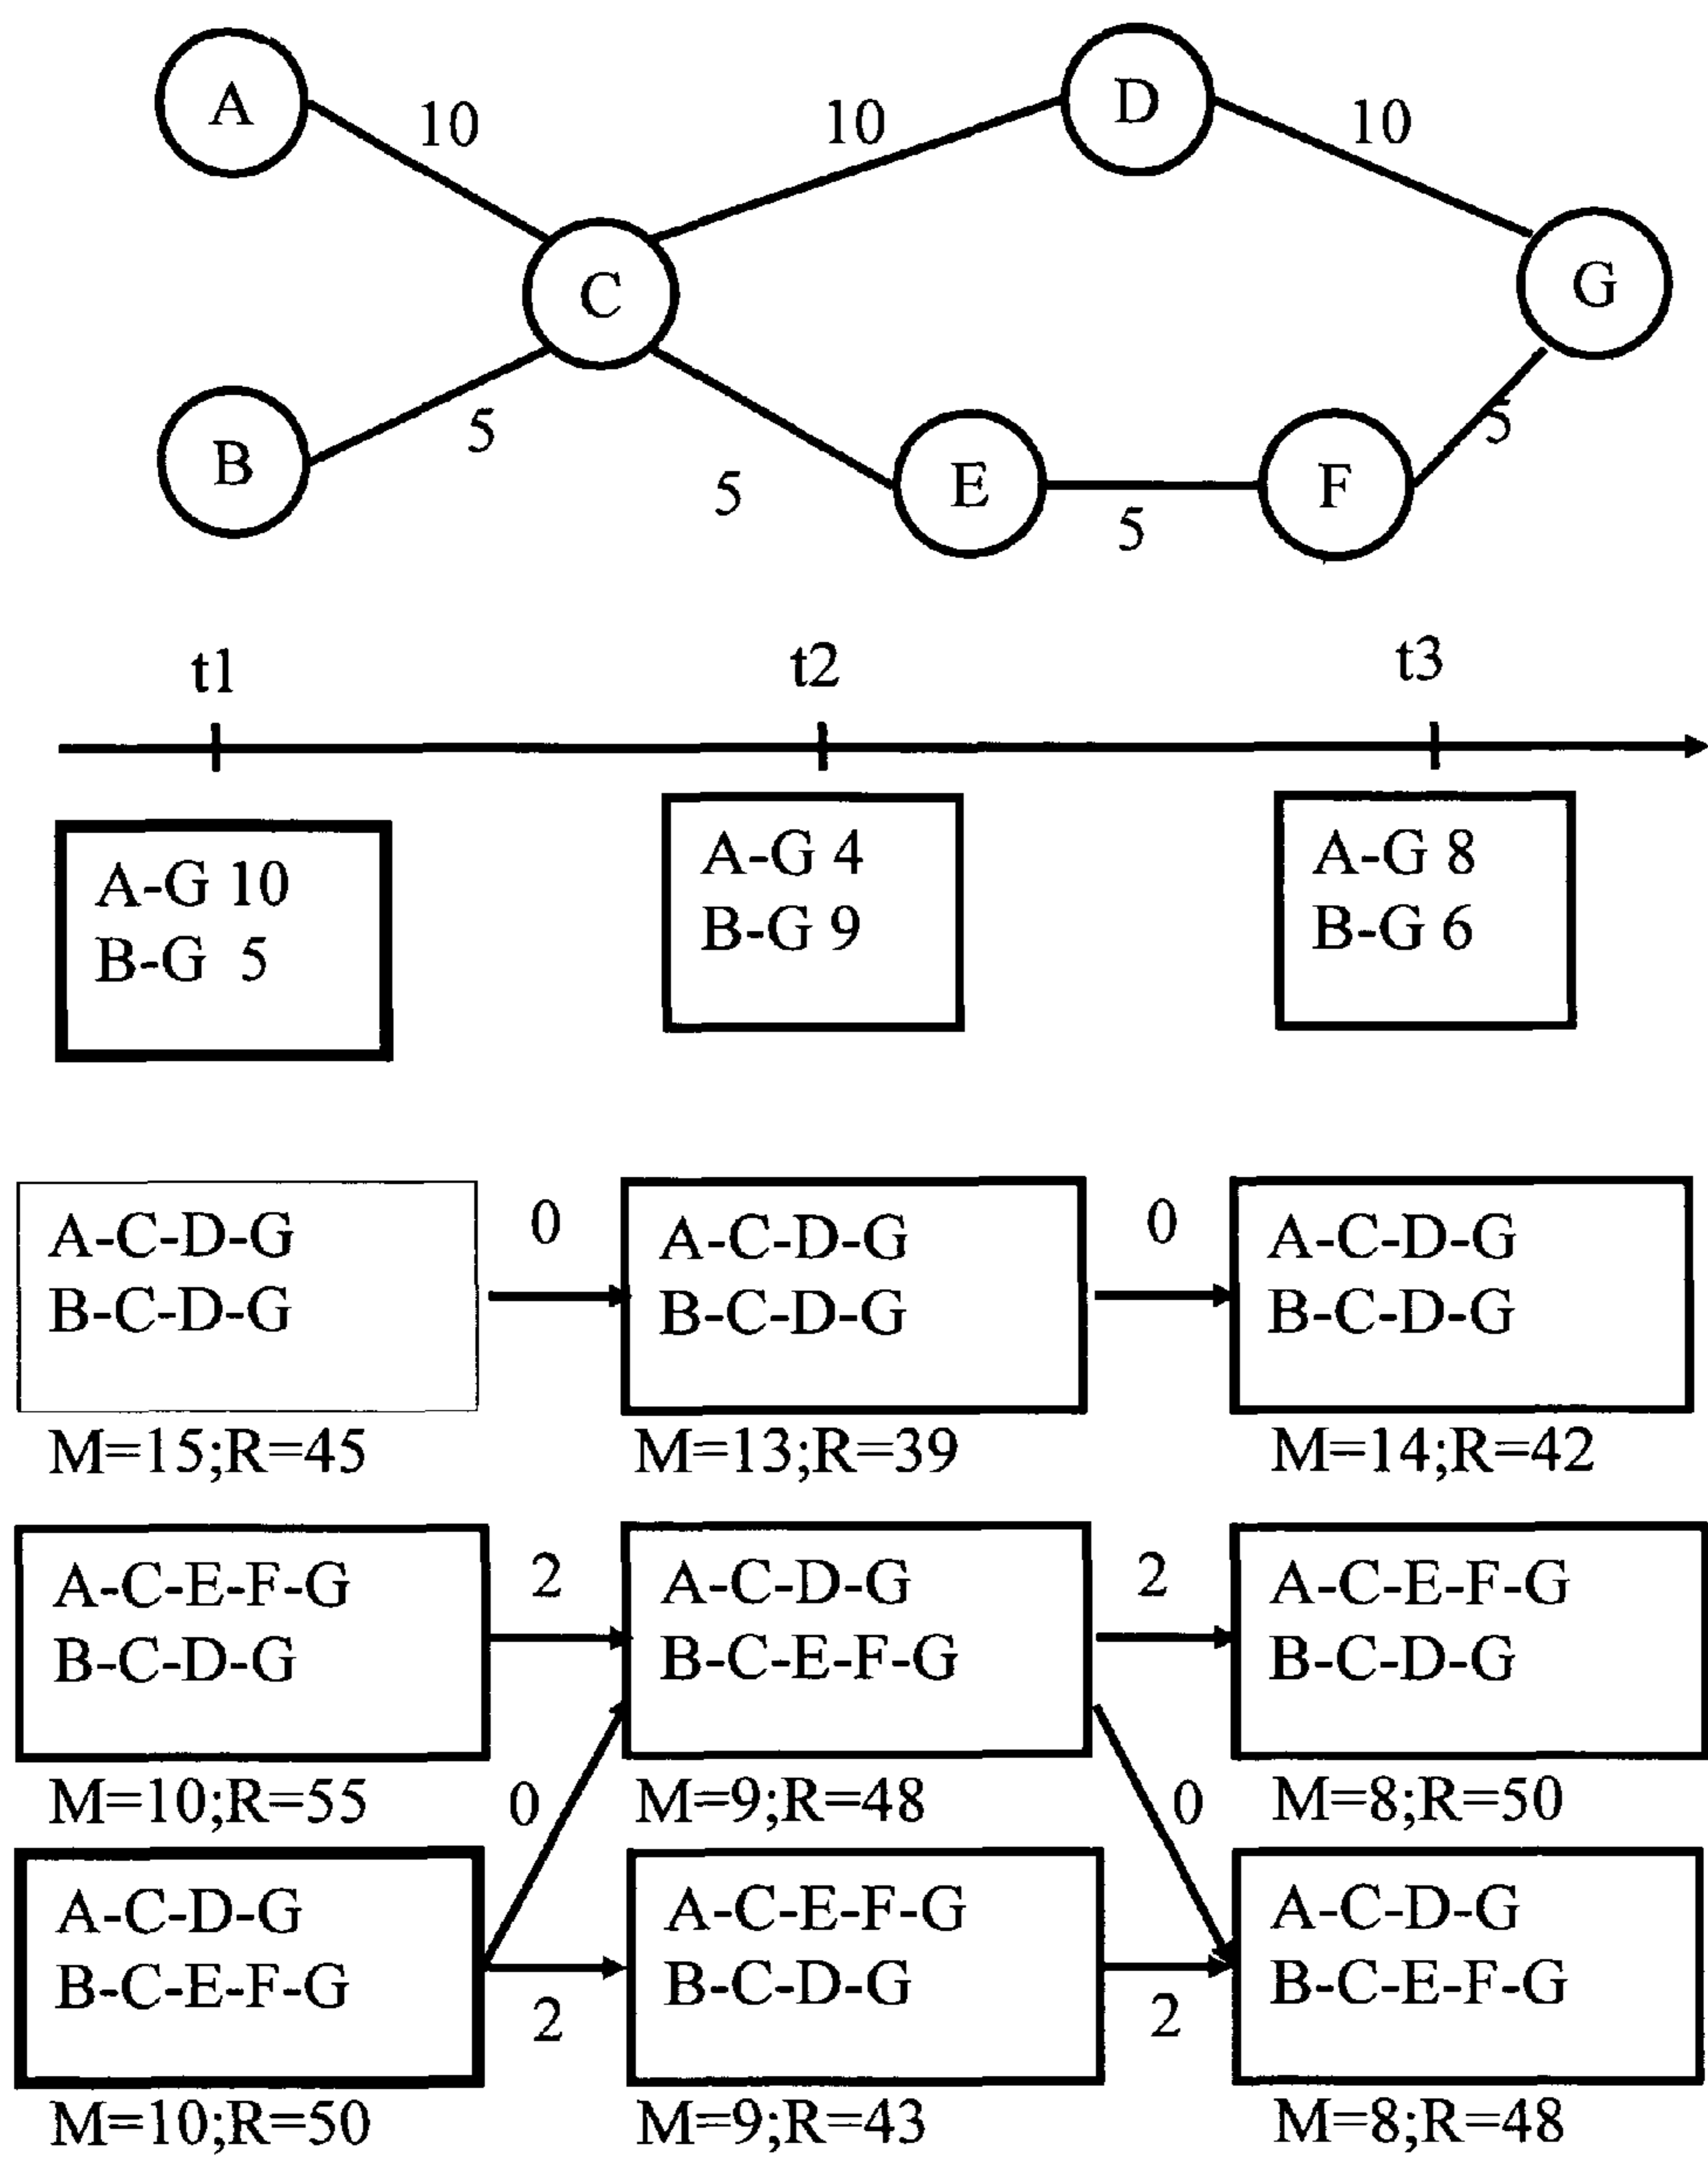 A
10
10
D
10
C
G
B
5
5
E
5
F
5
t1
t2
t3
A-G 10
B-G 5
A-G 4
B-G 9
A-G 8
B-G 6
A-C-D-G
B-C-D-G
0
A-C-D-G
B-C-D-G
0
A-C-D-G
B-C-D-G
M=15;R=45
M=13;R=39
M=14;R=42
A-C-E-F-G
B-C-D-G
2
A-C-D-G
B-C-E-F-G
2
A-C-E-F-G
B-C-D-G
M=10;R=55
0
M=9;R=48
0
M=8;R=50
A-C-D-G
B-C-E-F-G
2
A-C-E-F-G
B-C-D-G
2
A-C-D-G
B-C-E-F-G
M=10;R=50
M=9;R=43
M=8;R=48